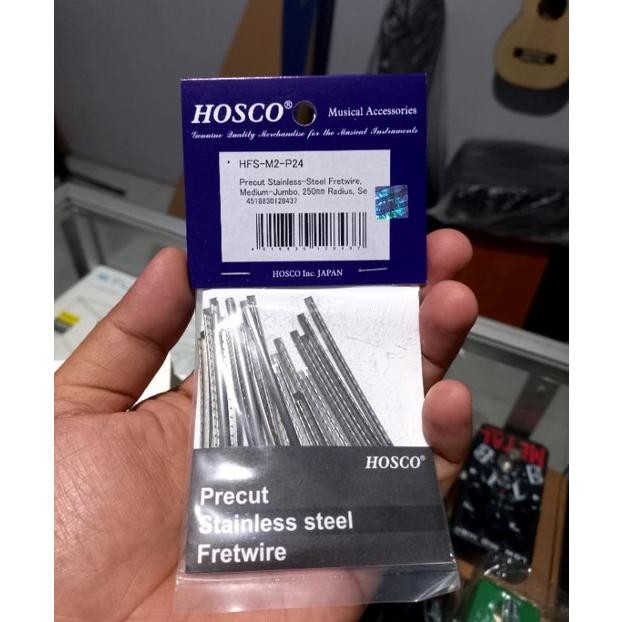 HOSCO® Musical Accessories
Genuine Quality Merchandise for the Musical Instruments
HFS-M2-P24
Precut Stainless-Steel Fretwire,
Medium-Jumbo, 250mm Radius, Se
4518830128437
HOSCO Inc. JAPAN
HOSCO®
Precut
Stainless steel
Fretwire
METAL